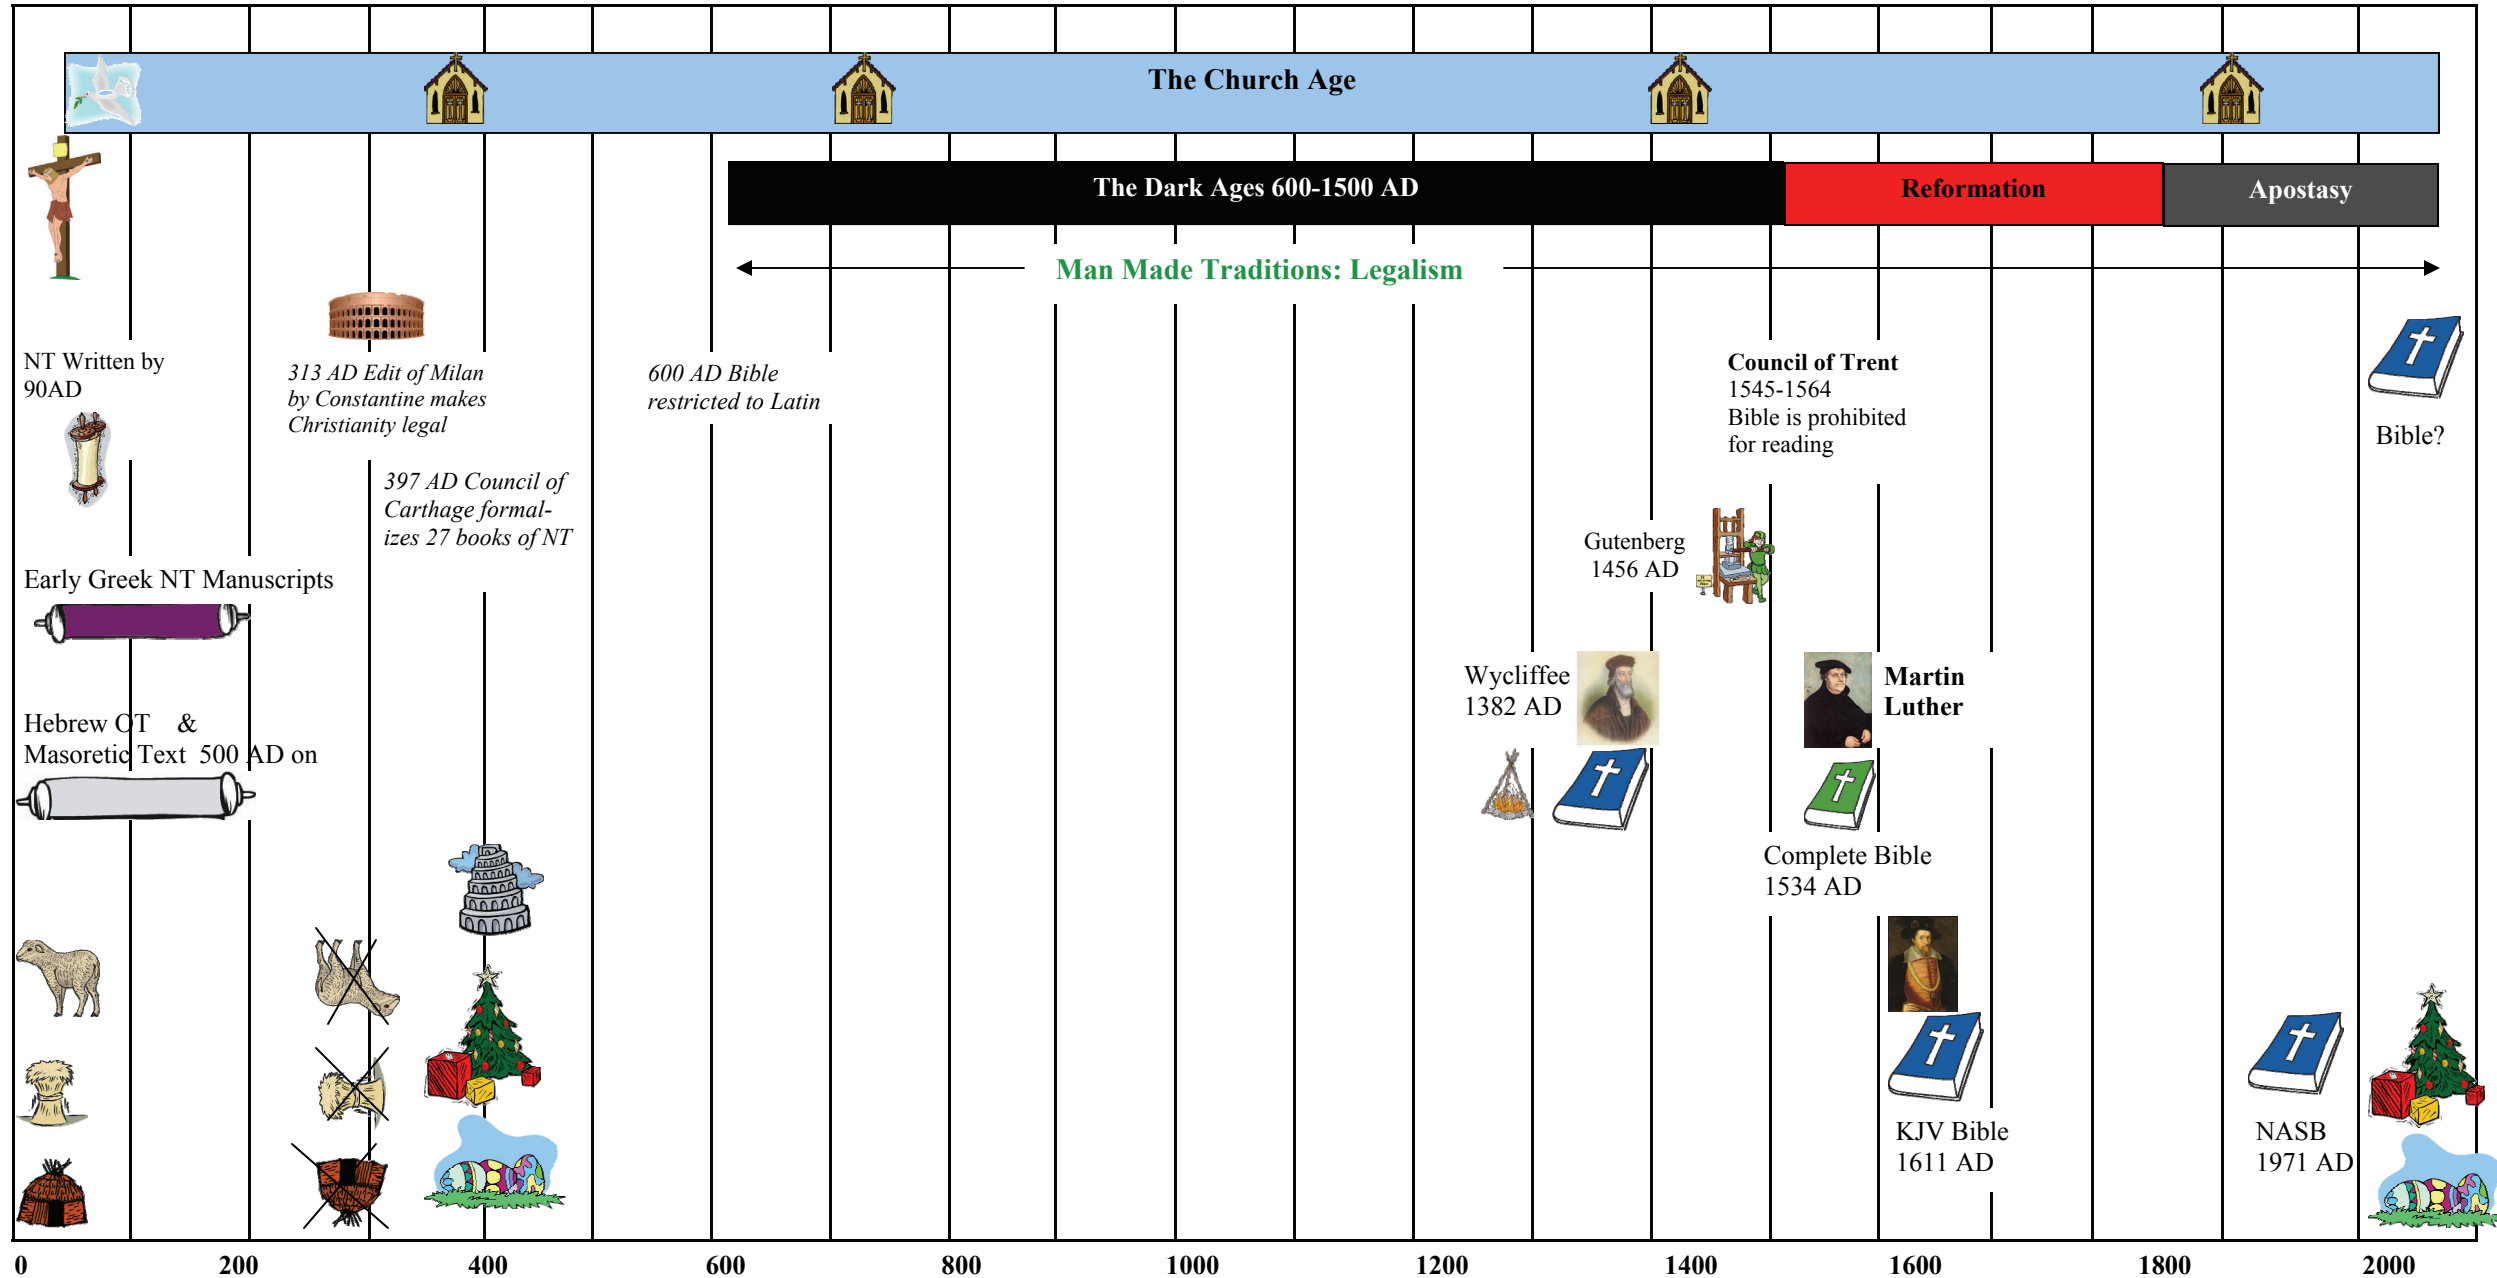 The Church Age
The Dark Ages 600-1500 AD
Reformation
Apostasy
Man Made Traditions: Legalism
NT Written by
90AD
313 AD Edit of Milan
by Constantine makes
Christianity legal
600 AD Bible
restricted to Latin
Council of Trent
1545-1564
Bible is prohibited
for reading
Bible?
397 AD Council of
Carthage formal-
izes 27 books of NT
Gutenberg
1456 AD
Early Greek NT Manuscripts
Wycliffee
1382 AD
Martin
Luther
Hebrew OT &
Masoretic Text 500 AD on
Complete Bible
1534 AD
KJV Bible
1611 AD
NASB
1971 AD
0 200 400 600 800 1000 1200 1400 1600 1800 2000